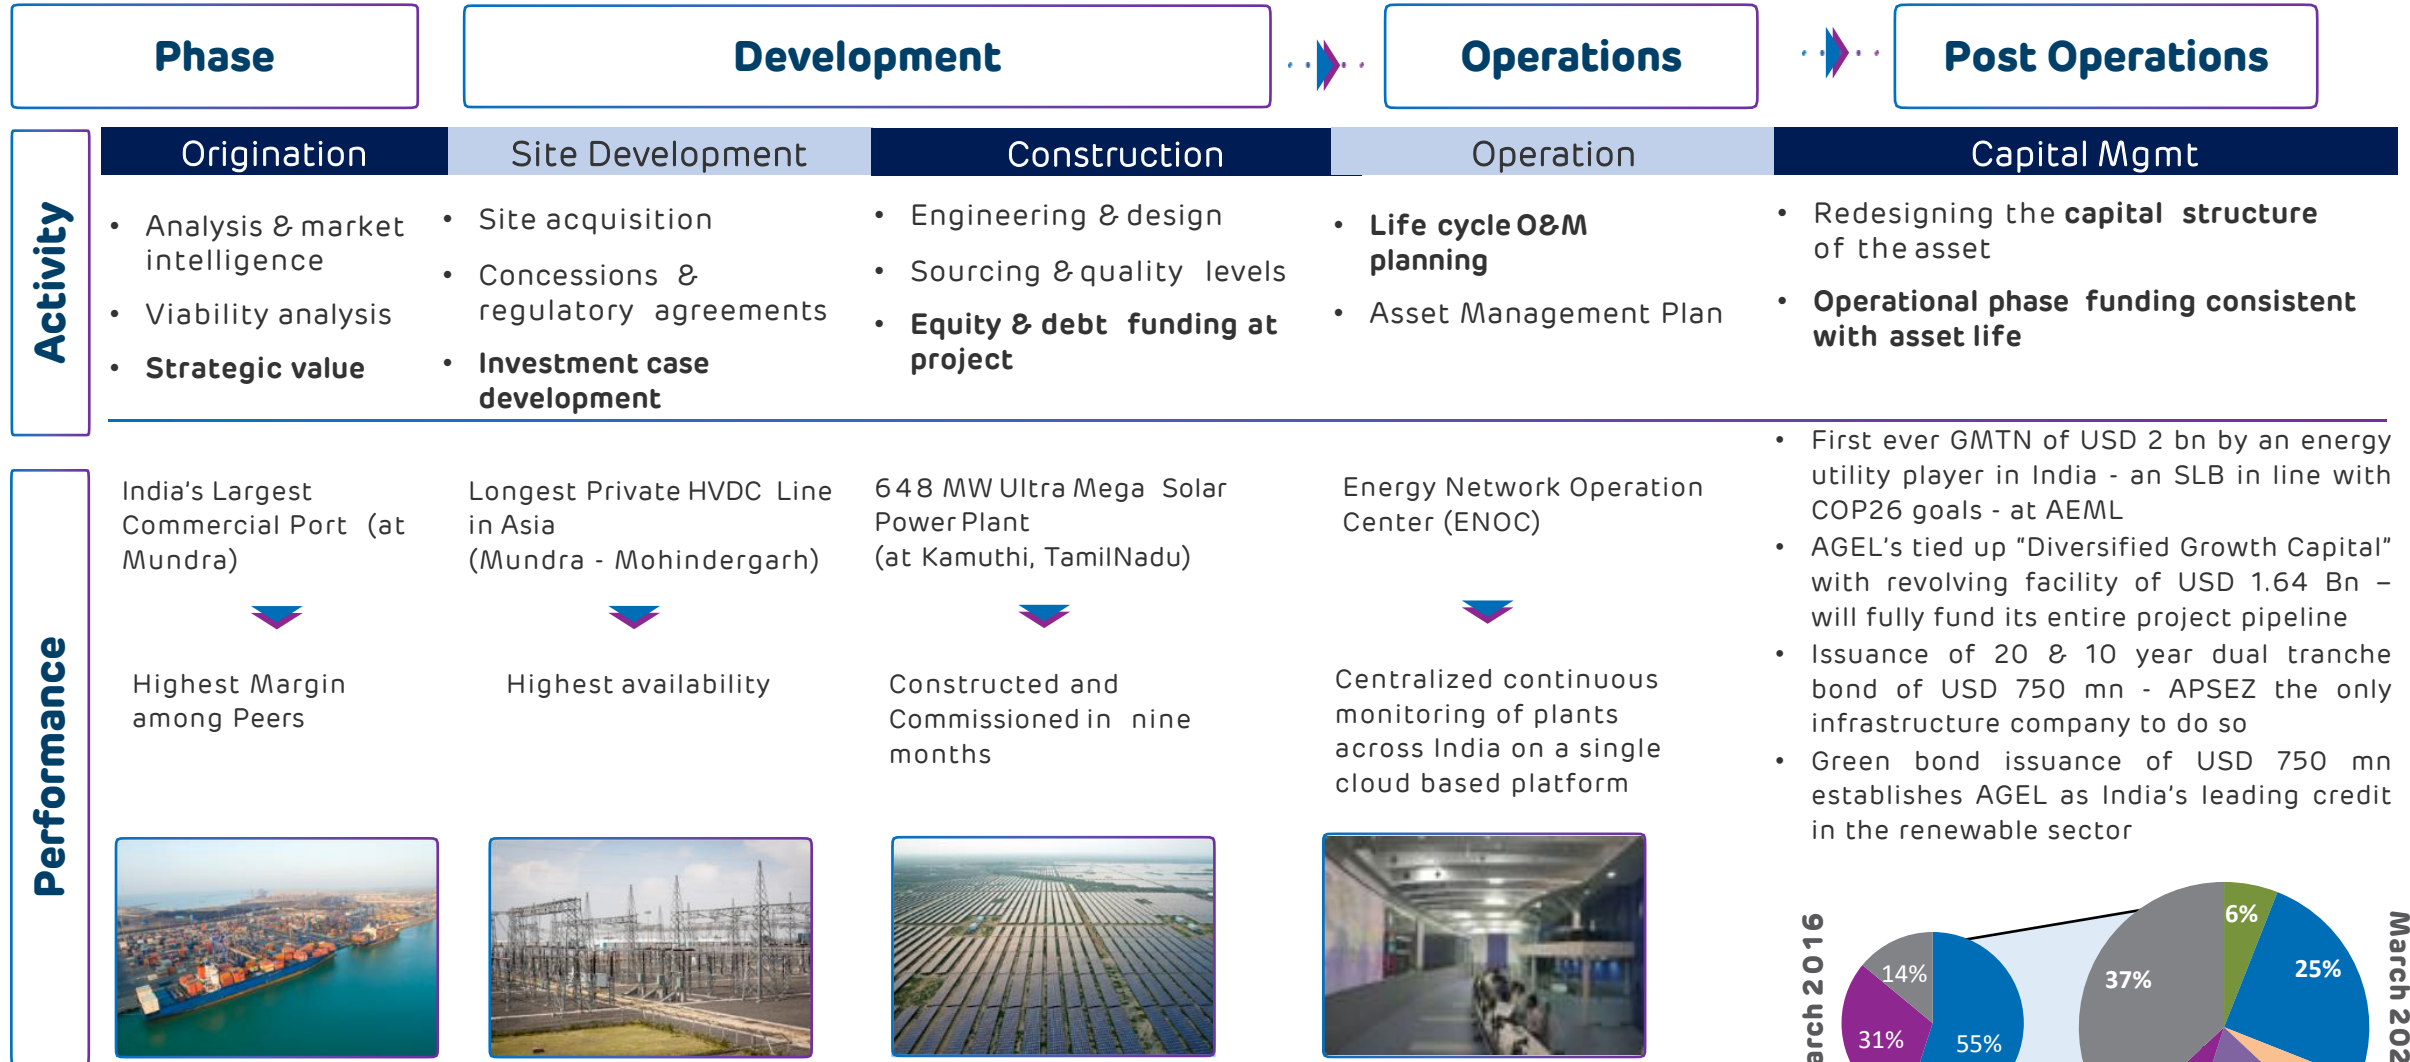 Phase
Development
Operations
Post Operations
Activity
Origination
Site Development
Construction
Operation
Capital Mgmt
• Analysis & market
intelligence
• Viability analysis
• Strategic value
• Site acquisition
• Concessions &
regulatory agreements
• Investment case
development
• Engineering & design
• Sourcing & quality levels
• Equity & debt funding at
project
• Life cycle O&M
planning
• Asset Management Plan
• Redesigning the capital structure
of the asset
• Operational phase funding consistent
with asset life
Performance
India's Largest
Commercial Port (at
Mundra)
Highest Margin
among Peers
Longest Private HVDC Line
in Asia
(Mundra - Mohindergarh)
Highest availability
648 MW Ultra Mega Solar
Power Plant
(at Kamuthi, TamilNadu)
Constructed and
Commissioned in nine
months
Energy Network Operation
Center (ENOC)
Centralized continuous
monitoring of plants
across India on a single
cloud based platform
• First ever GMTN of USD 2 bn by an energy
utility player in India - an SLB in line with
COP26 goals - at AEML
• AGEL's tied up “Diversified Growth Capital”
with revolving facility of USD 1.64 Bn –
will fully fund its entire project pipeline
• Issuance of 20 & 10 year dual tranche
bond of USD 750 mn - APSEZ the only
infrastructure company to do so
• Green bond issuance of USD 750 mn
establishes AGEL as India's leading credit
in the renewable sector
2016
14%
31%
55%
37%
6%
25%
March